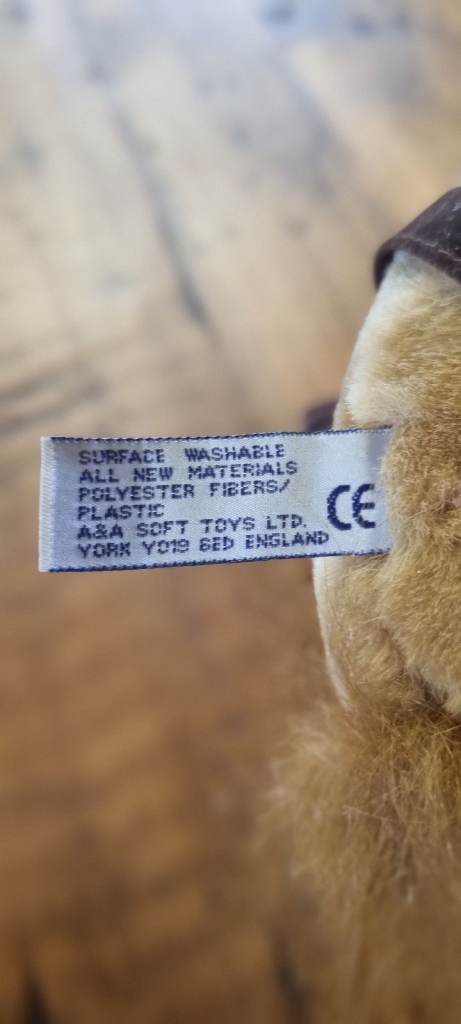 SURFACE WASHABLE
ALL NEW MATERIALS
POLYESTER FIBERS/
PLASTIC
A&A SOFT TOYS LTD.
YORK YO19 6ED ENGLAND
CE